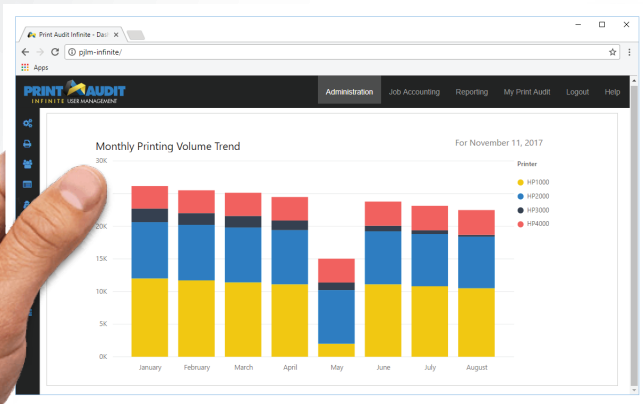 Print Audit Infinite - Dasl
pjlm-infinite/
Apps
PRINT AUDIT
INFINITE USER MANAGEMENT
Administration Job Accounting Reporting My Print Audit Logout Help
Monthly Printing Volume Trend
For November 11, 2017
Printer
HP1000
HP2000
HP3000
HP4000
30K
20K
15K
10K
5K
0K
January February March April May June July August